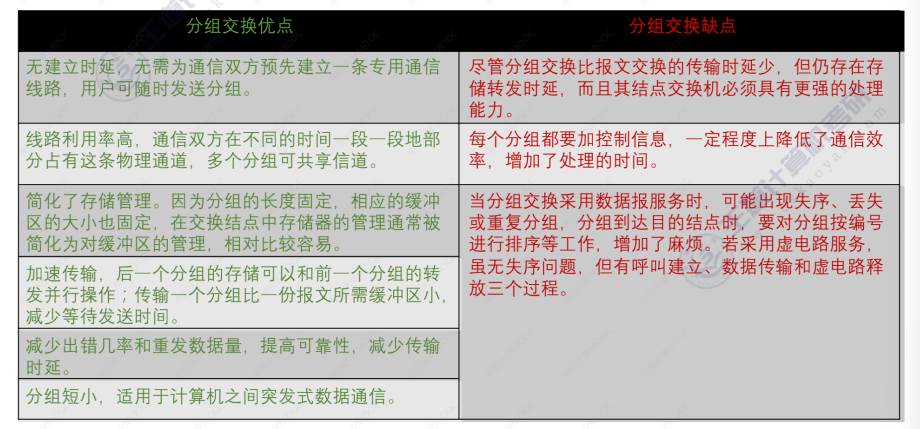 分组交换优点
分组交换缺点
无建立时延，无需为通信双方预先建立一条专用通信
线路，用户可随时发送分组。
尽管分组交换比报文交换的传输时延少，但仍存在存
储转发时延，而且其结点交换机必须具有更强的处理
能力。
线路利用率高，通信双方在不同的时间一段一段地部
分占有这条物理通道，多个分组可共享信道。
每个分组都要加控制信息，一定程度上降低了通信效
率，增加了处理的时间。
简化了存储管理。因为分组的长度固定，相应的缓冲
区的大小也固定，在交换结点中存储器的管理通常被
简化为对缓冲区的管理，相对比较容易。
当分组交换采用数据报服务时，可能出现失序、丢失
或重复分组，分组到达目的结点时，要对分组按编号
进行排序等工作，增加了麻烦。若采用虚电路服务，
虽无失序问题，但有呼叫建立、数据传输和虚电路释
放三个过程。
加速传输，后一个分组的存储可以和前一个分组的转
发并行操作；传输一个分组比一份报文所需缓冲区小，
减少等待发送时间。
减少出错几率和重发数据量，提高可靠性，减少传输
时延。
分组短小，适用于计算机之间突发式数据通信。